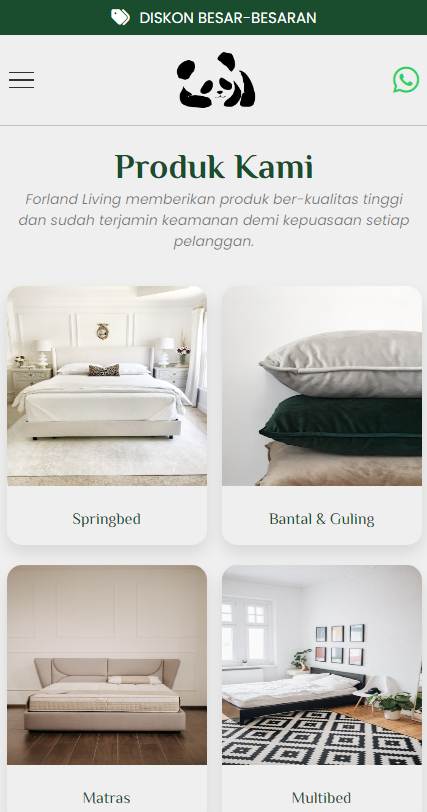 DISKON BESAR-BESARAN
Produk Kami
Forland Living memberikan produk ber-kualitas tinggi
dan sudah terjamin keamanan demi kepuasaan setiap
pelanggan.
Springbed
Bantal & Guling
Matras
Multibed